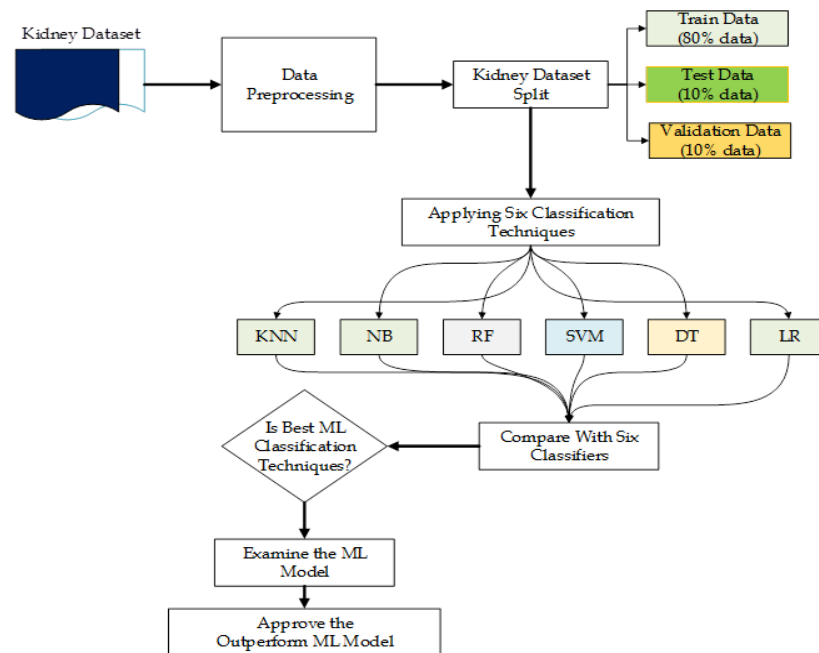 Kidney Dataset
Data
Preprocessing
Kidney Dataset
Split
Train Data
(80% data)
Test Data
(10% data)
Validation Data
(10% data)
Applying Six Classification
Techniques
KNN
NB
RF
SVM
DT
LR
Is Best ML
Classification
Techniques?
Compare With Six
Classifiers
Examine the ML
Model
Approve the
Outperform ML Model